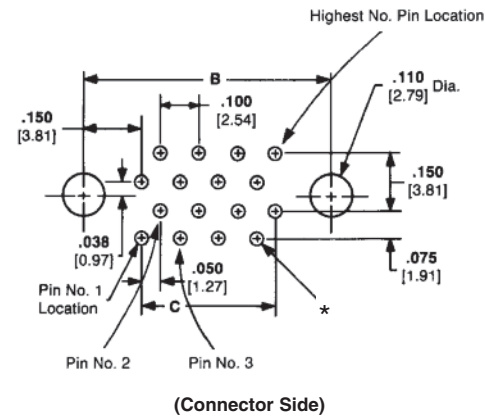 Highest No. Pin Location
B
.110 Dia.
[2.79]
.100
[2.54]
.150
[3.81]
.150
[3.81]
.038
[0.97]
.050
[1.27]
.075
[1.91]
Pin No. 1
Location
C
*
Pin No. 2
Pin No. 3
(Connector Side)